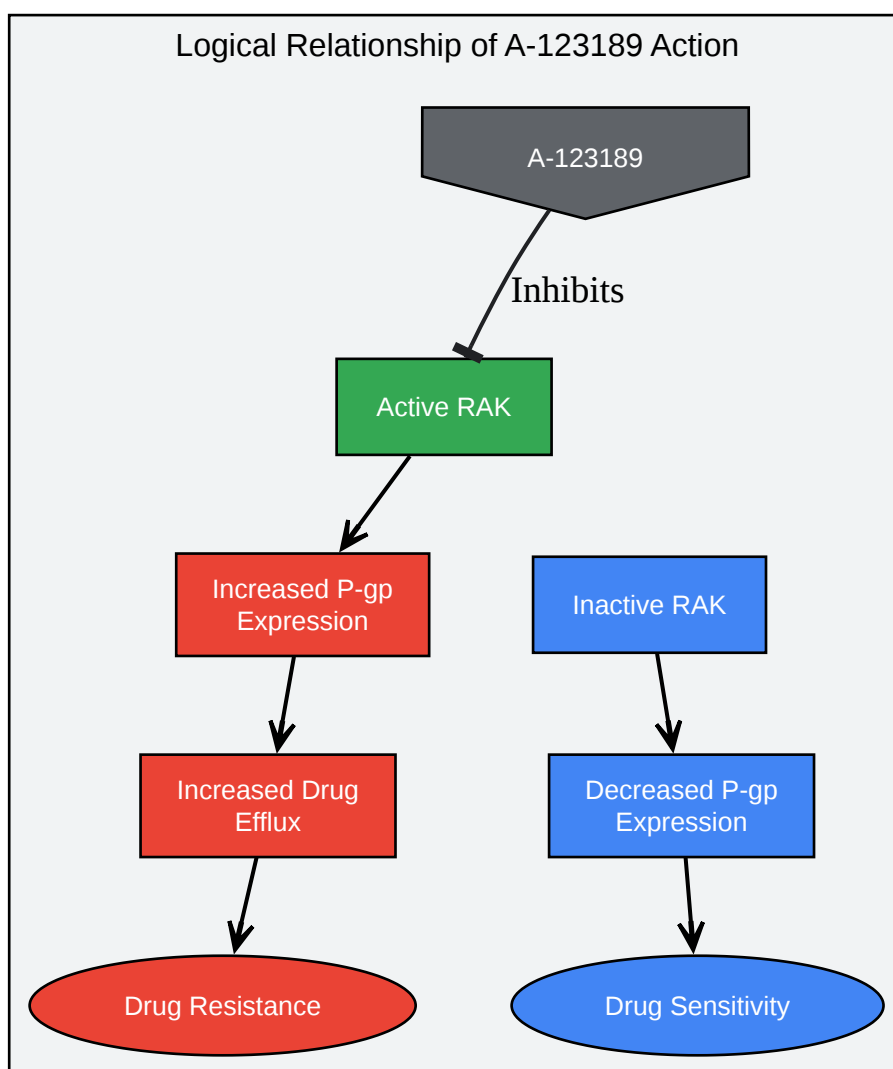 Logical Relationship of A-123189 Action
A-123189
Inhibits
Active RAK
Increased P-gp
Expression
Inactive RAK
Increased Drug
Efflux
Decreased P-gp
Expression
Drug Resistance
Drug Sensitivity